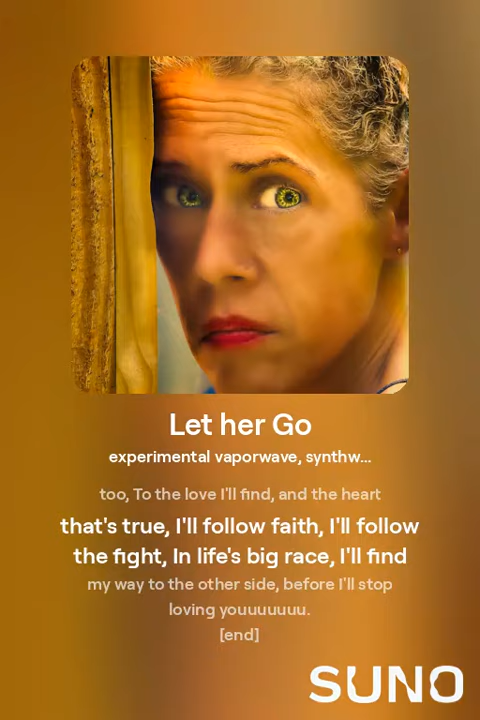 Let her Go
experimental vaporwave, synthw...
too, To the love I'll find, and the heart
that's true, I'll follow faith, I'll follow
the fight, In life's big race, I'll find
my way to the other side, before I'll stop
loving youuuuuuu.
[end]
SUNO